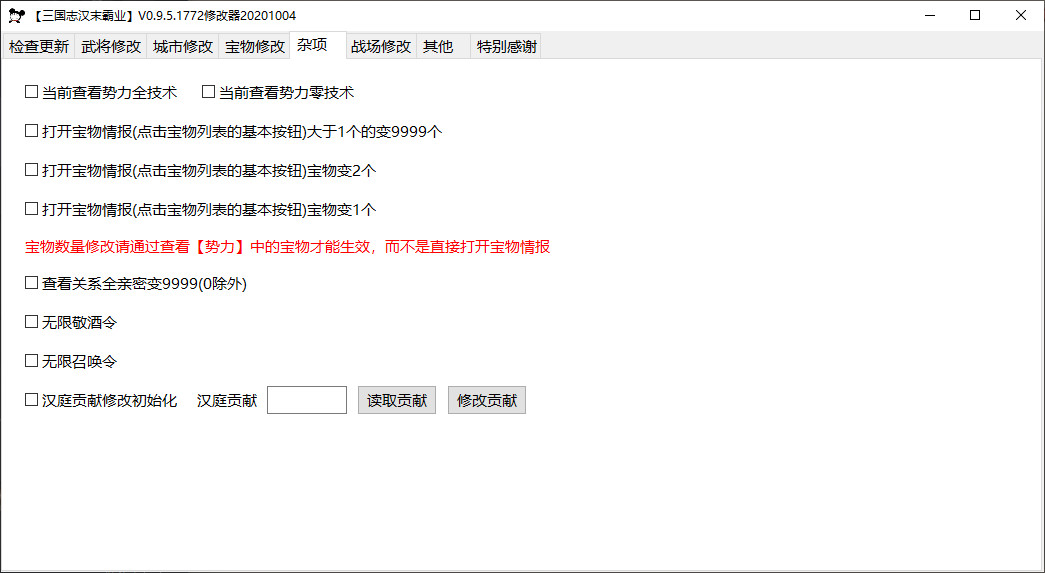 【三国志汉末霸业】V0.9.5.1772修改器20201004
检查更新 武将修改 城市修改 宝物修改 杂项 战场修改 其他 特别感谢
当前查看势力全技术 当前查看势力零技术
打开宝物情报(点击宝物列表的基本按钮)大于1个的变9999个
打开宝物情报(点击宝物列表的基本按钮)宝物变2个
打开宝物情报(点击宝物列表的基本按钮)宝物变1个
宝物数量修改请通过查看【势力】中的宝物才能生效，而不是直接打开宝物情报
查看关系全亲密变9999(0除外)
无限敬酒令
无限召唤令
汉庭贡献修改初始化 汉庭贡献 读取贡献 修改贡献